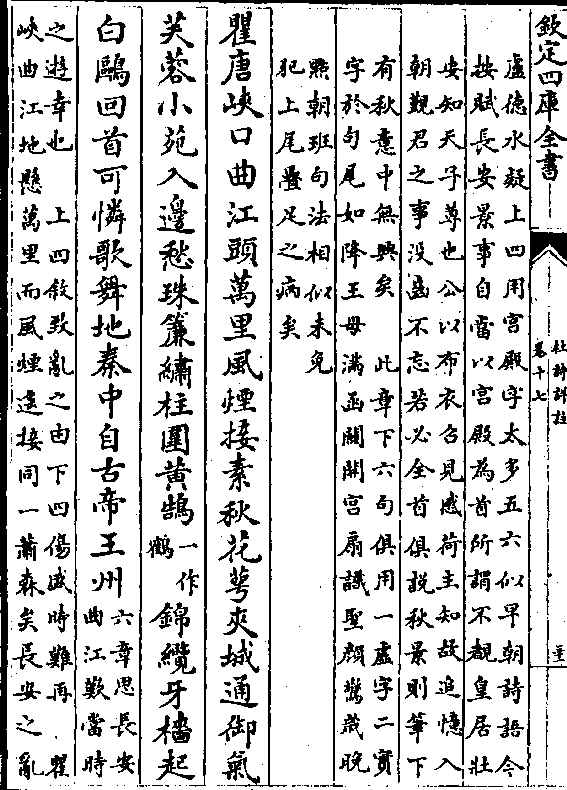 欽定四庫全書
杜詩詳註
卷十七
盧德水疑上四用宮殿字太多五六似早朝詩語今
按賦長安景事自當以宮殿為首所謂不覩皇居壯
安知天子尊也公以布衣召見感荷主知故追憶入
朝覲君之事没齒不忘若必全首俱説秋景則筆下
有秋意中無興矣 此章下六句俱用一虚字二實
字於句尾如降王母滿函關開宮扇識聖顔驚歲晚
㸃朝班句法相似未免
犯上尾疊足之病矣
瞿唐峽口曲江頭萬里風煙接素秋花萼夾城通御氣
芙蓉小苑入邊愁珠簾繡柱圍黄鵠一作鶴錦纜牙檣起
白鷗回首可憐歌舞地秦中自古帝王州六章思長安
曲江歎當時
之遊幸也 上四敘致亂之由下四傷盛時難再 瞿
峽曲江地懸萬里而風煙遥接同一蕭森矣長安之亂